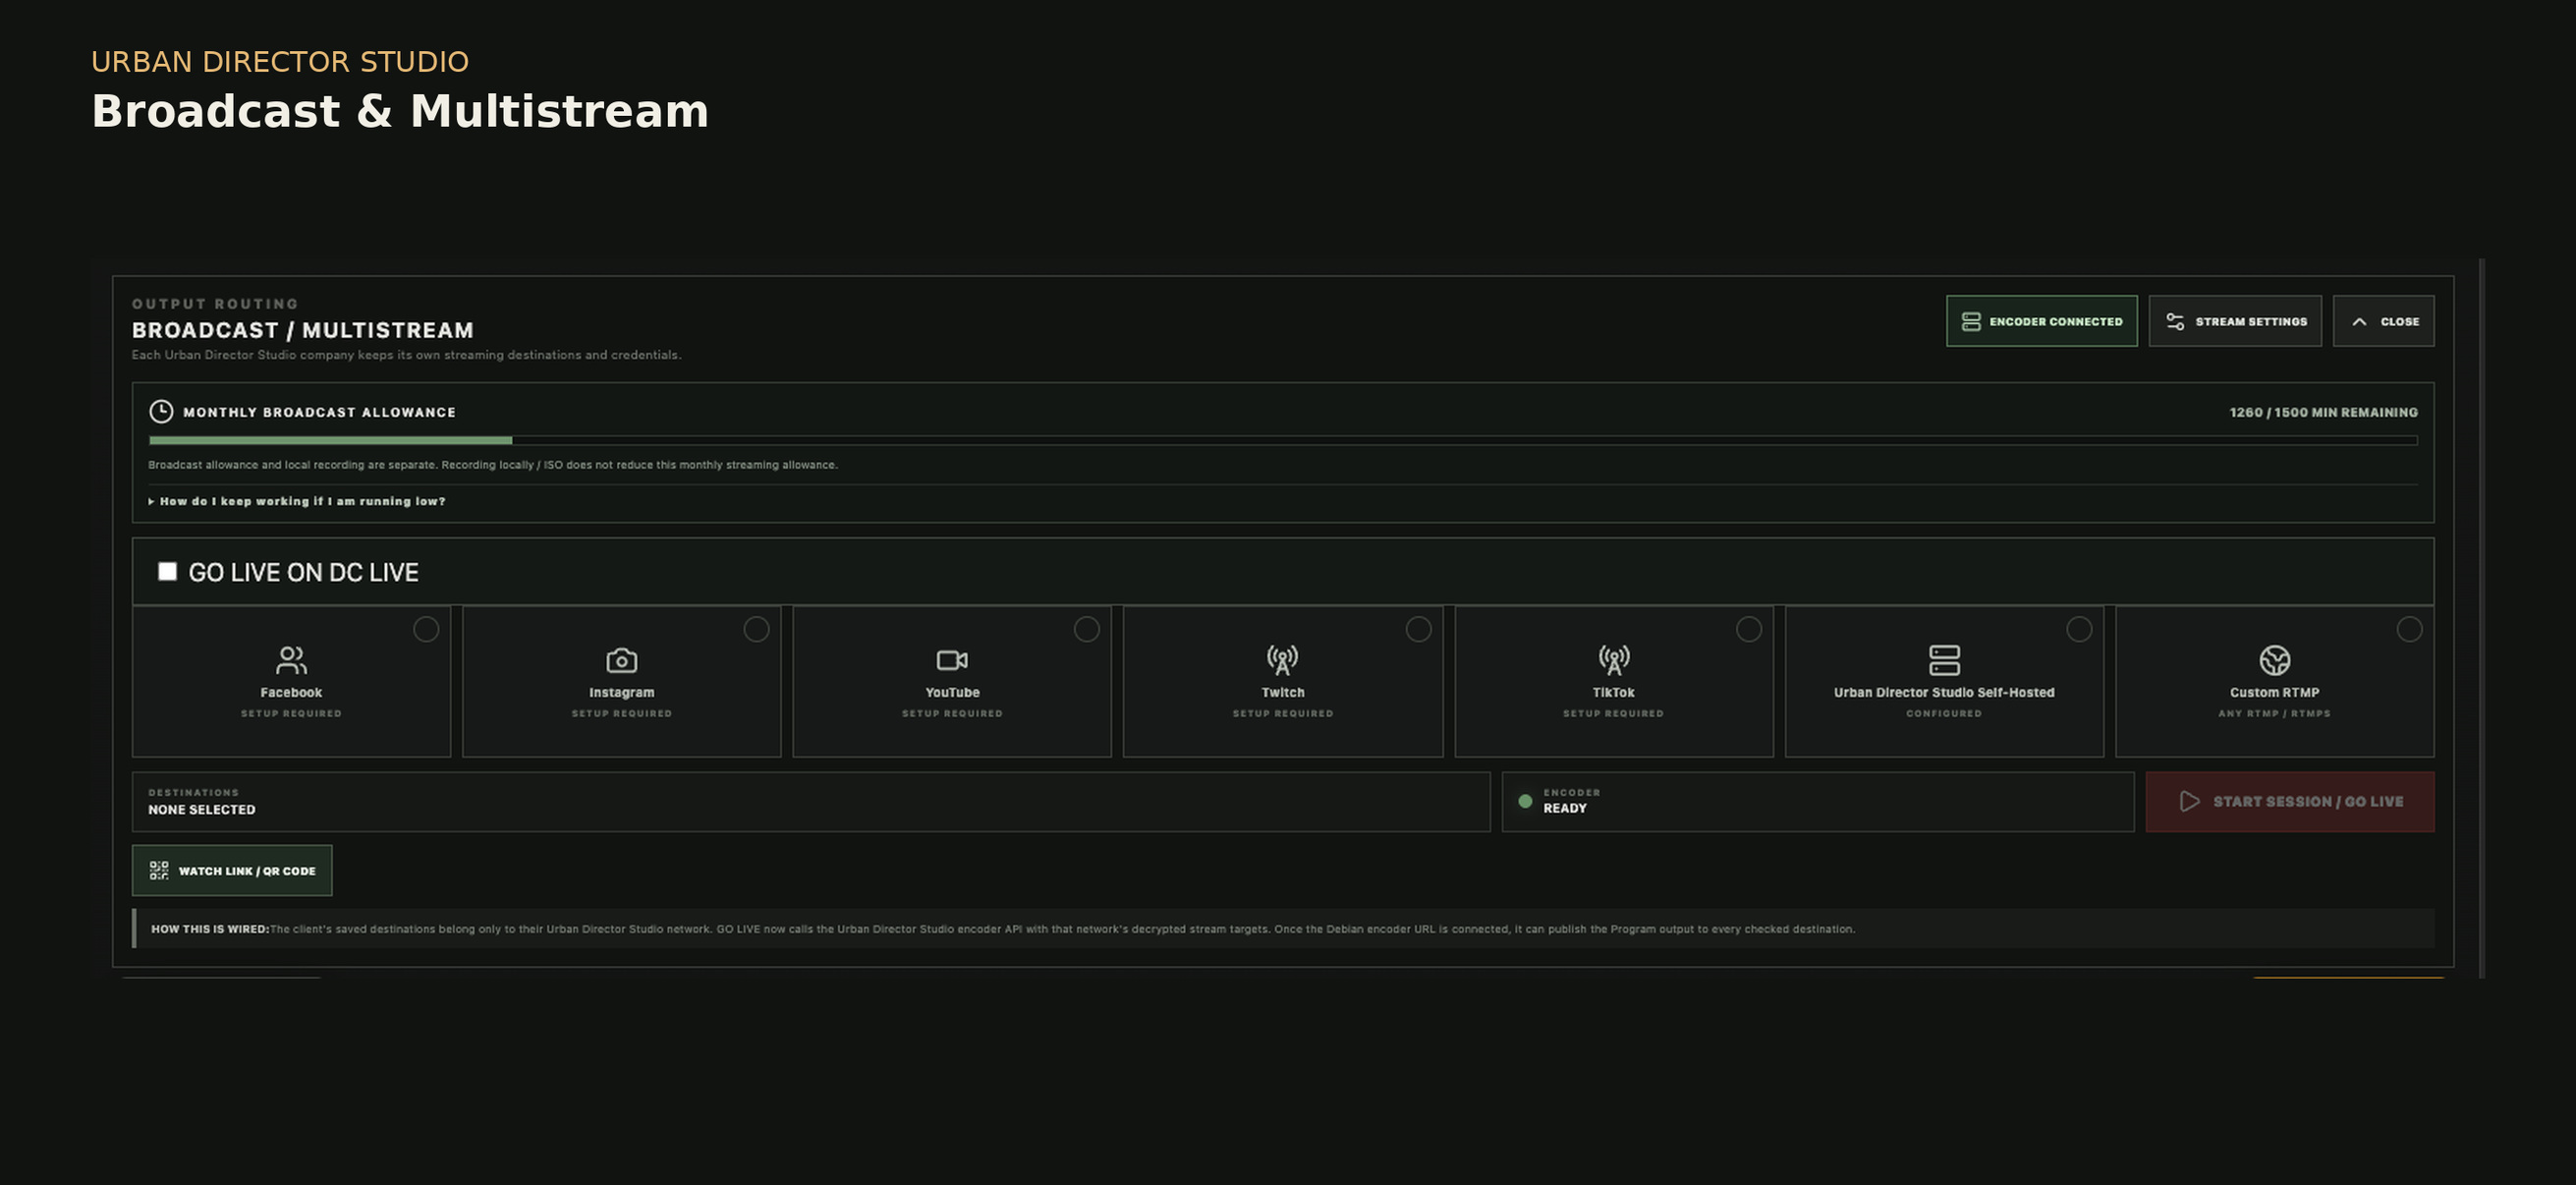 URBAN DIRECTOR STUDIO
Broadcast & Multistream
OUTPUT ROUTING
BROADCAST / MULTISTREAM
Each Urban Director Studio company keeps its own streaming destinations and credentials.
ENCODER CONNECTED
STREAM SETTINGS
CLOSE
MONTHLY BROADCAST ALLOWANCE
1260 / 1500 MIN REMAINING
Broadcast allowance and local recording are separate. Recording locally / ISO does not reduce this monthly streaming allowance.
How do I keep working if I am running low?
GO LIVE ON DC LIVE
Facebook
SETUP REQUIRED
Instagram
SETUP REQUIRED
YouTube
SETUP REQUIRED
Twitch
SETUP REQUIRED
TikTok
SETUP REQUIRED
Urban Director Studio Self-Hosted
CONFIGURED
Custom RTMP
ANY RTMP / RTMPS
DESTINATIONS
NONE SELECTED
ENCODER
READY
START SESSION / GO LIVE
WATCH LINK / QR CODE
HOW THIS IS WIRED:The client's saved destinations belong only to their Urban Director Studio network. GO LIVE now calls the Urban Director Studio encoder API with that network's decrypted stream targets. Once the Debian encoder URL is connected, it can publish the Program output to every checked destination.